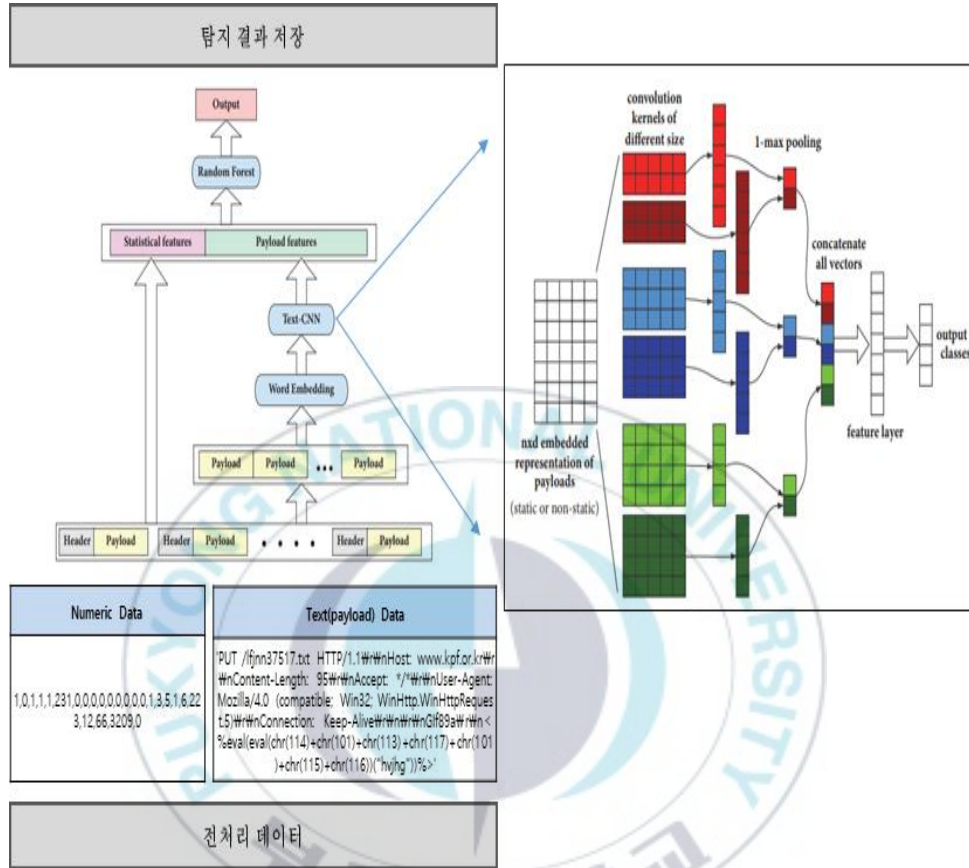 탐지 결과 저장
Output
Random Forest
Statistical features
Payload features
Text-CNN
Word Embedding
Payload
Payload
...
Payload
Header
Payload
Header
Payload
....
Header
Payload
convolution
kernels of
different size
1-max pooling
concatenate
all vectors
output
classes
feature layer
nxd embedded
representation of
payloads
(static or non-static)
Numeric Data
1,0,1,1,1,231,0,0,0,0,0,0,0,0,0,0,1,3,5,1,6,22
3,12,66,3209,0
Text(payload) Data
'PUT /lfjnn37517.txt HTTP/1.1₩r₩nHost: www.kpf.or.kr₩r
₩nContent-Length: 95₩r₩nAccept: */*₩r₩nUser-Agent:
Mozilla/4.0 (compatible; Win32; WinHttp.WinHttpReques
t.5)₩r₩nConnection: Keep-Alive₩r₩n₩r₩nGIf89a₩r₩n<
%eval(eval(chr(114)+chr(101)+chr(113)+chr(117)+chr(101
)+chr(115)+chr(116))("hvjhg"))%>'
PUKYONG NATIONAL UNIVERSITY
전처리 데이터